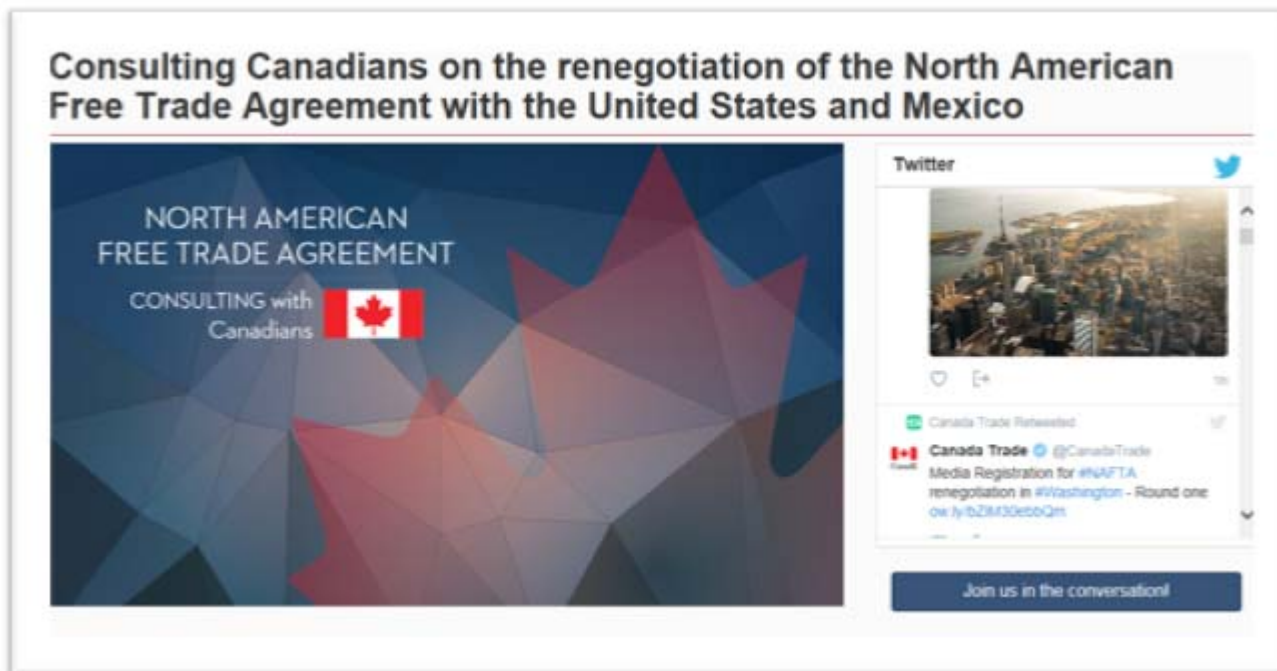 Consulting Canadians on the renegotiation of the North American
Free Trade Agreement with the United States and Mexico
NORTH AMERICAN
FREE TRADE AGREEMENT
CONSULTING with
Canadians
Twitter
Canada Trade Retweeted
Canada Trade @CanadaTrade
Media Registration for #NAFTA
renegotiation in #Washington - Round one
Join us in the conversation!